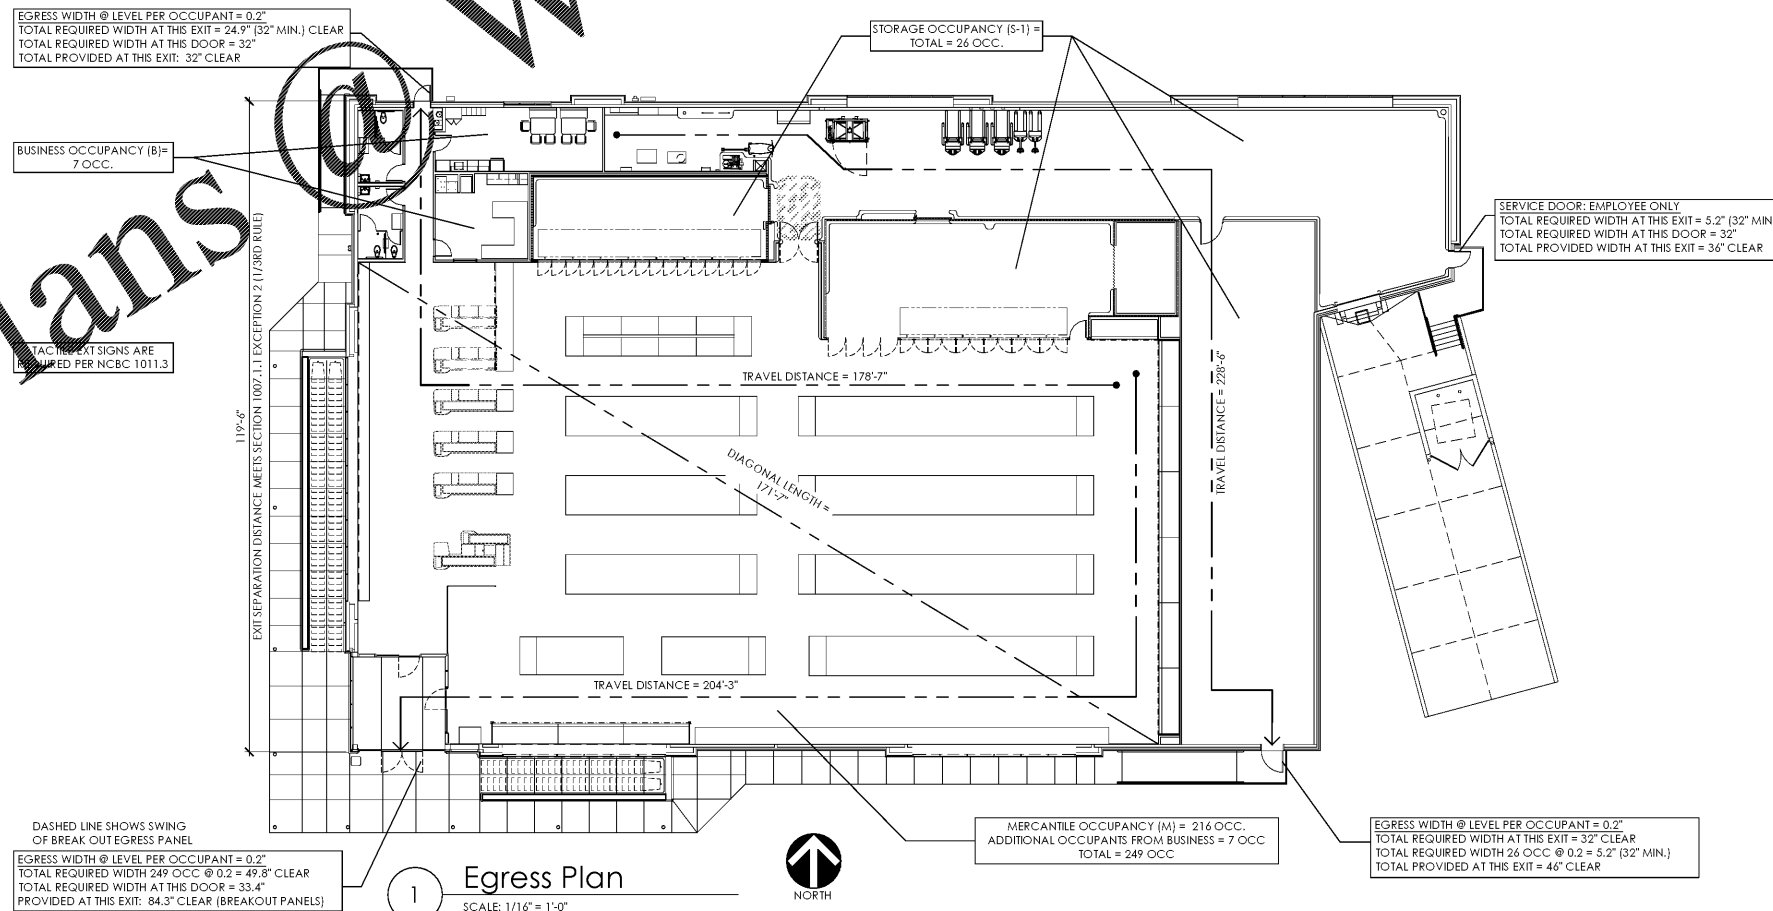 EGRESS WIDTH @ LEVEL PER OCCUPANT = 0.2"
TOTAL REQUIRED WIDTH AT THIS EXIT = 24.9" (32" MIN.) CLEAR
TOTAL REQUIRED WIDTH AT THIS DOOR = 32"
TOTAL PROVIDED AT THIS EXIT: 32" CLEAR
STORAGE OCCUPANCY (S-1) =
TOTAL = 26 OCC.
BUSINESS OCCUPANCY (B)=
7 OCC.
lans @ W
SERVICE DOOR: EMPLOYEE ONLY
TOTAL REQUIRED WIDTH AT THIS EXIT = 5.2" (32" MIN
TOTAL REQUIRED WIDTH AT THIS DOOR = 32"
TOTAL PROVIDED WIDTH AT THIS EXIT = 36" CLEAR
SIGNS ARE
PER NCBC 1011.3
119'-6"
EXIT SEPARATION DISTANCE MEETS SECTION 1007.1.1 EXCEPTION 2 (1/3RD RULE)
TRAVEL DISTANCE = 178'-7"
TRAVEL DISTANCE = 228'-6"
DIAGONAL LENGTH =
171'-7"
TRAVEL DISTANCE = 204'-3"
DASHED LINE SHOWS SWING
OF BREAK OUT EGRESS PANEL
EGRESS WIDTH @ LEVEL PER OCCUPANT = 0.2"
TOTAL REQUIRED WIDTH 249 OCC @ 0.2 = 49.8" CLEAR
TOTAL REQUIRED WIDTH AT THIS DOOR = 33.4"
PROVIDED AT THIS EXIT: 84.3" CLEAR (BREAKOUT PANELS)
1
Egress Plan
SCALE: 1/16" = 1'-0"
NORTH
MERCANTILE OCCUPANCY (M) = 216 OCC.
ADDITIONAL OCCUPANTS FROM BUSINESS = 7 OCC
TOTAL = 249 OCC
EGRESS WIDTH @ LEVEL PER OCCUPANT = 0.2"
TOTAL REQUIRED WIDTH AT THIS EXIT = 32" CLEAR
TOTAL REQUIRED WIDTH 26 OCC @ 0.2 = 5.2" (32" MIN.)
TOTAL PROVIDED AT THIS EXIT = 46" CLEAR